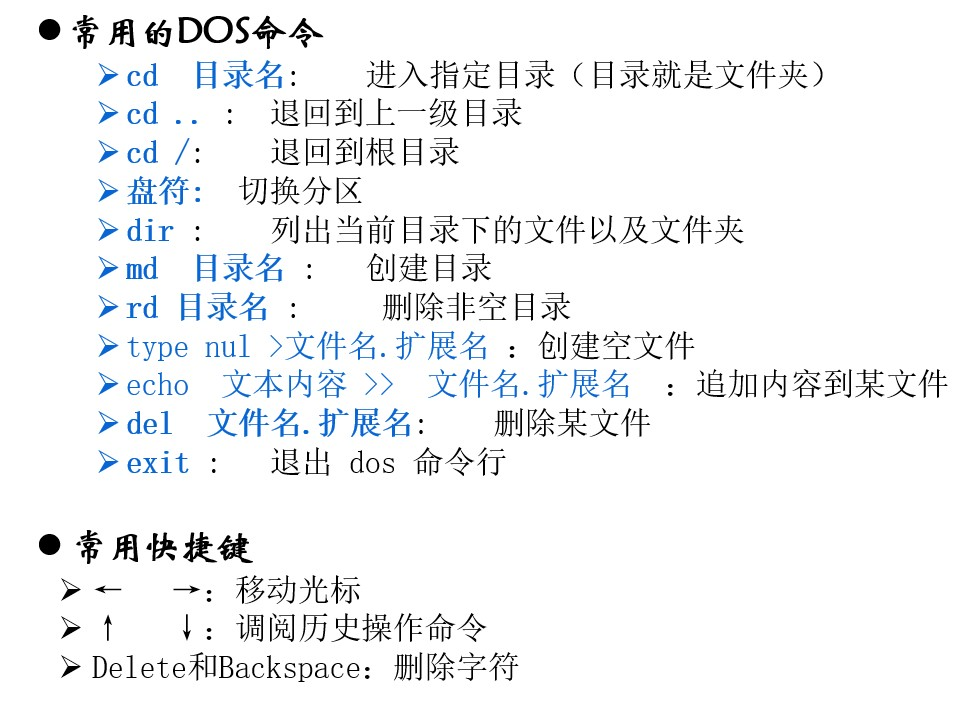 ● 常用的DOS命令
➢ cd 目录名: 进入指定目录（目录就是文件夹）
➢ cd .. : 退回到上一级目录
➢ cd /: 退回到根目录
➢ 盘符: 切换分区
➢ dir : 列出当前目录下的文件以及文件夹
➢ md 目录名 : 创建目录
➢ rd 目录名 : 删除非空目录
➢ type nul >文件名.扩展名 : 创建空文件
➢ echo 文本内容 >> 文件名.扩展名 : 追加内容到某文件
➢ del 文件名.扩展名: 删除某文件
➢ exit : 退出 dos 命令行
● 常用快捷键
➢ ← →: 移动光标
➢ ↑ ↓: 调阅历史操作命令
➢ Delete和Backspace: 删除字符